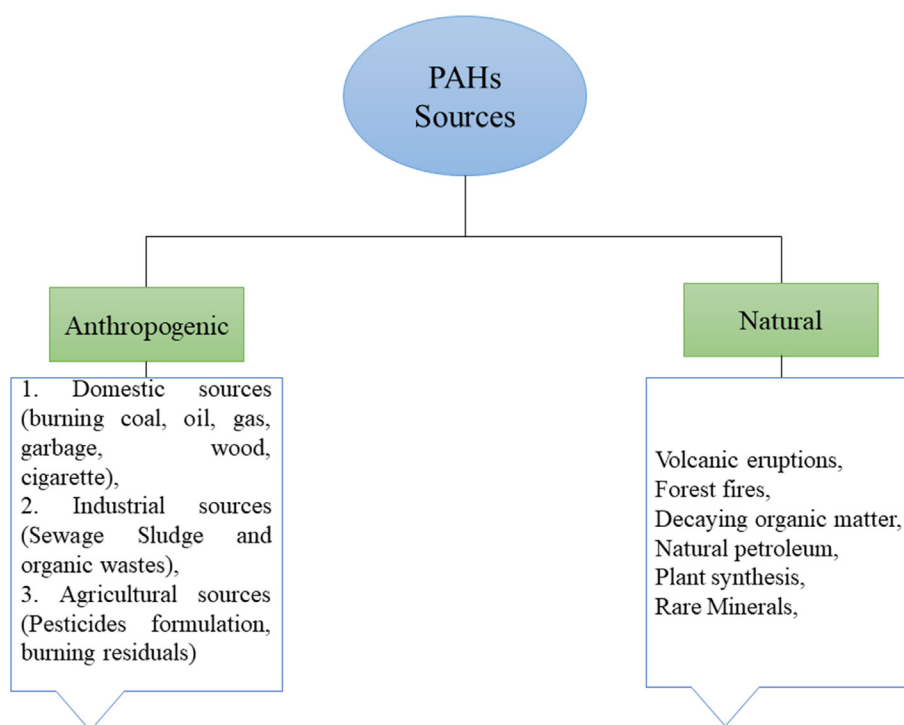 PAHs
Sources
Anthropogenic
Natural
1. Domestic sources
(burning coal, oil, gas,
garbage, wood,
cigarette),
2. Industrial sources
(Sewage Sludge and
organic wastes),
3. Agricultural sources
(Pesticides formulation,
burning residuals)
Volcanic eruptions,
Forest fires,
Decaying organic matter,
Natural petroleum,
Plant synthesis,
Rare Minerals,